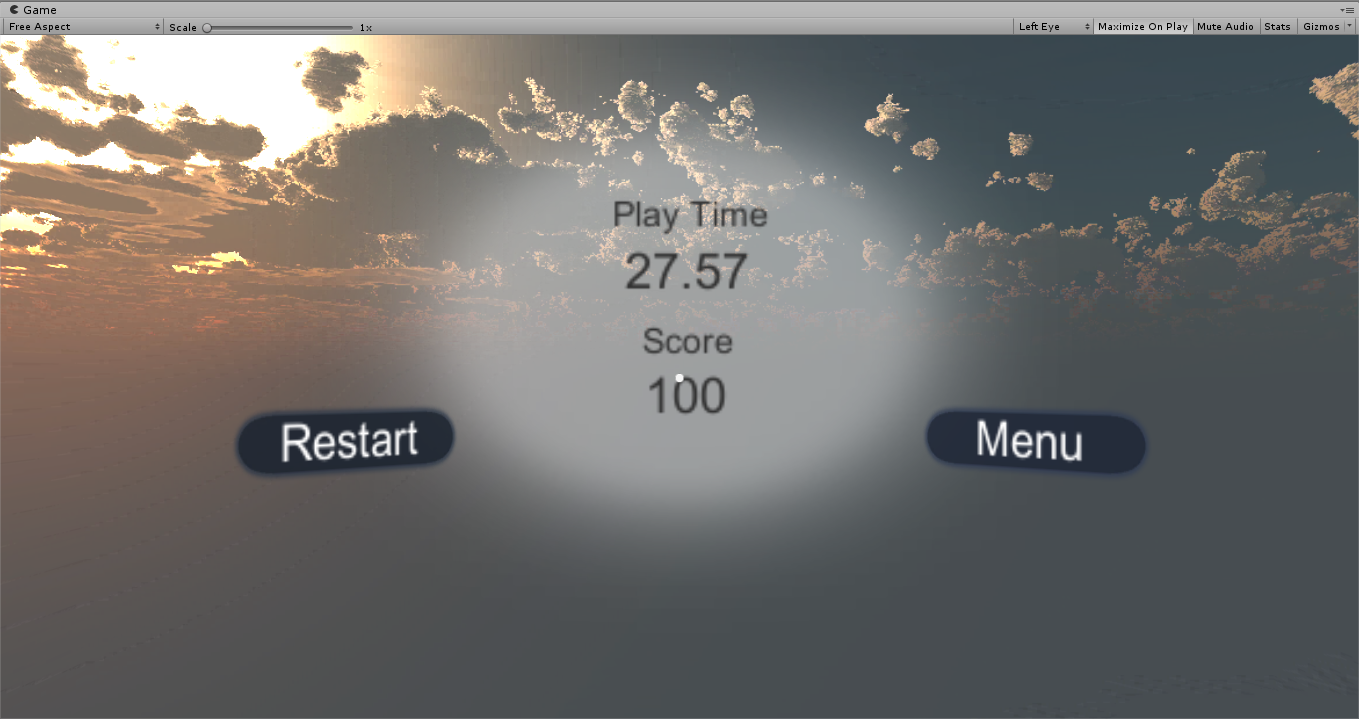 Game
Free Aspect Scale 1x Left Eye Maximize On Play Mute Audio Stats Gizmos
Play Time
27.57
Score
100
Restart Menu